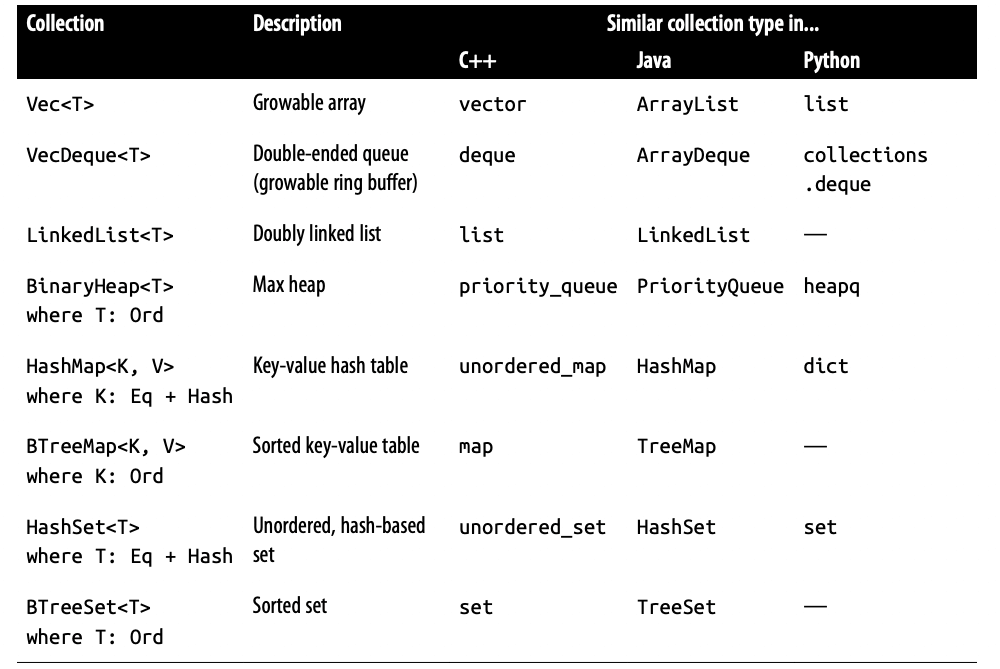 Collection Description Similar collection type in...
C++ Java Python
Vec<T> Growable array vector ArrayList list
VecDeque<T> Double-ended queue deque ArrayDeque collections
(growable ring buffer) .deque
LinkedList<T> Doubly linked list list LinkedList —
BinaryHeap<T> Max heap priority_queue PriorityQueue heapq
where T: Ord
HashMap<K, V> Key-value hash table unordered_map HashMap dict
where K: Eq + Hash
BTreeMap<K, V> Sorted key-value table map TreeMap —
where K: Ord
HashSet<T> Unordered, hash-based unordered_set HashSet set
where T: Eq + Hash set
BTreeSet<T> Sorted set set TreeSet —
where T: Ord